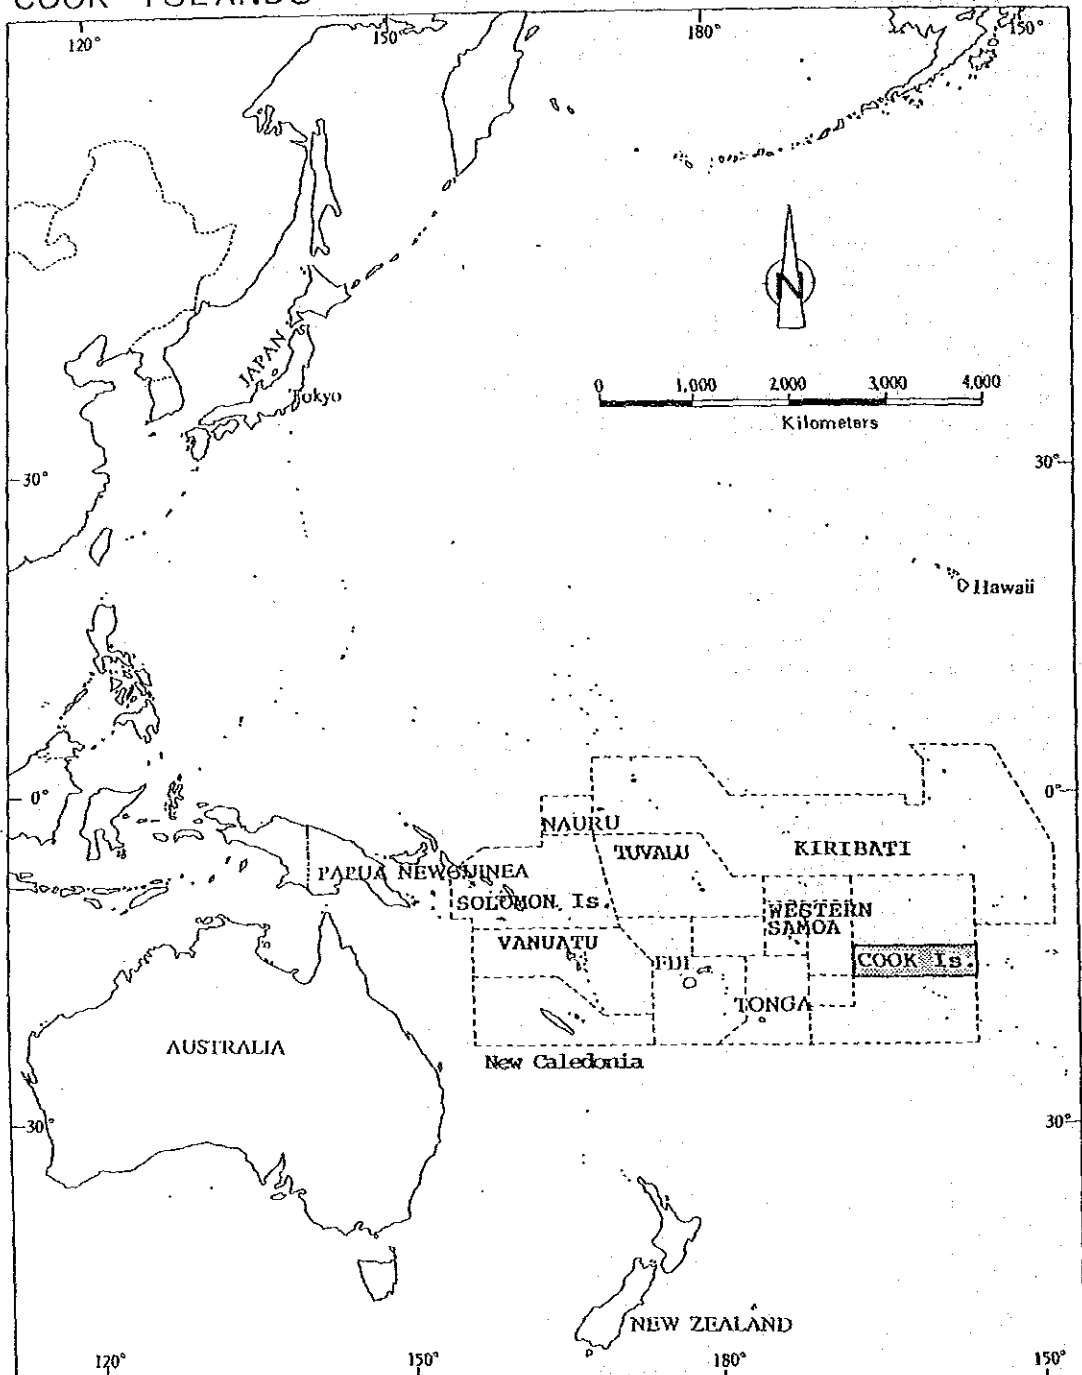 COOK ISLANDS
120°
150°
180°
150°
N
JAPAN
Tokyo
0 1,000 2,000 3,000 4,000
Kilometers
30°
30°
Hawaii
0°
0°
NAURU
TUVALU
KIRIBATI
PAPUA NEWGUINEA
SOLOMON Is.
WESTERN
SAMOA
VANUATU
FIJI
COOK Is.
TONGA
AUSTRALIA
New Caledonia
30°
30°
NEW ZEALAND
120°
150°
180°
150°